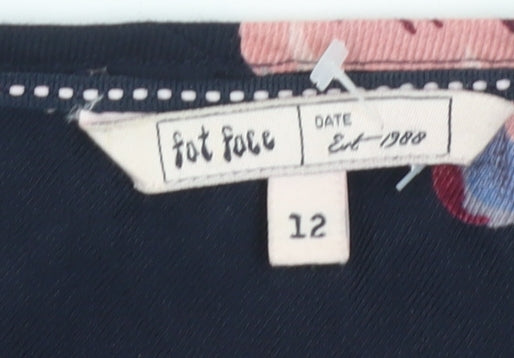 fat face
DATE
Est 1988
12